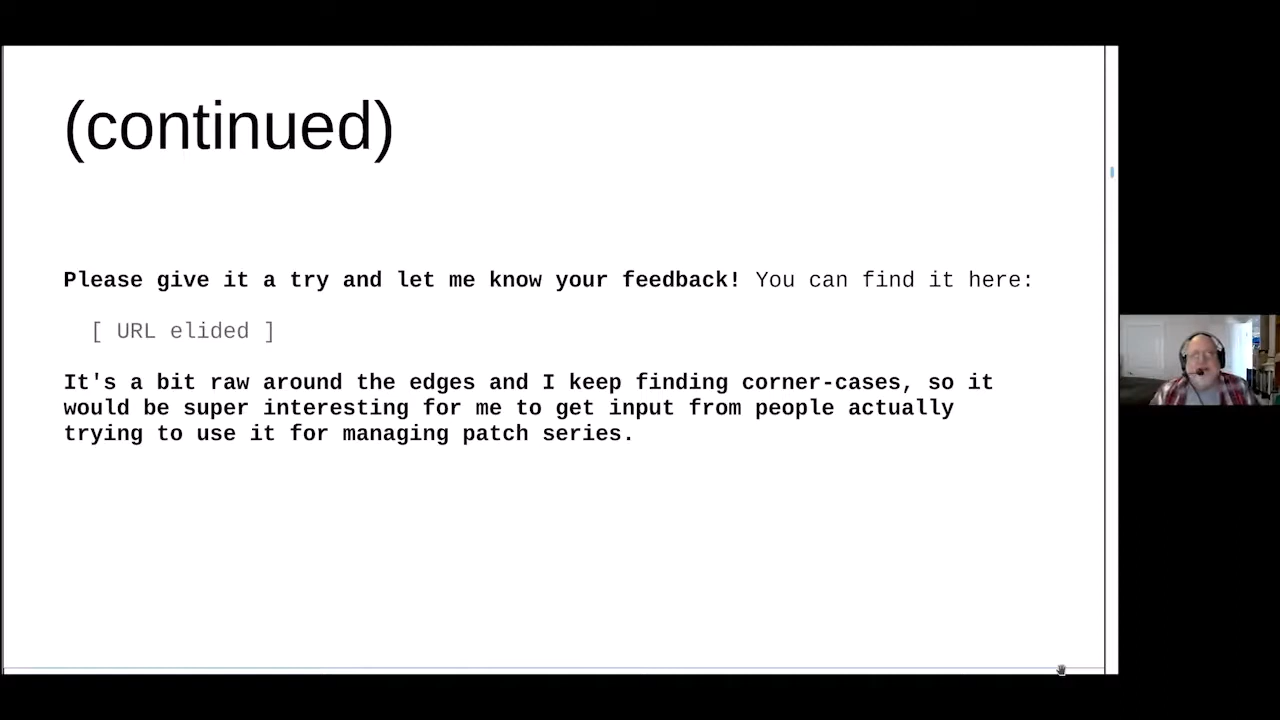 (continued)
Please give it a try and let me know your feedback! You can find it here:
[ URL elided ]
It's a bit raw around the edges and I keep finding corner-cases, so it
would be super interesting for me to get input from people actually
trying to use it for managing patch series.